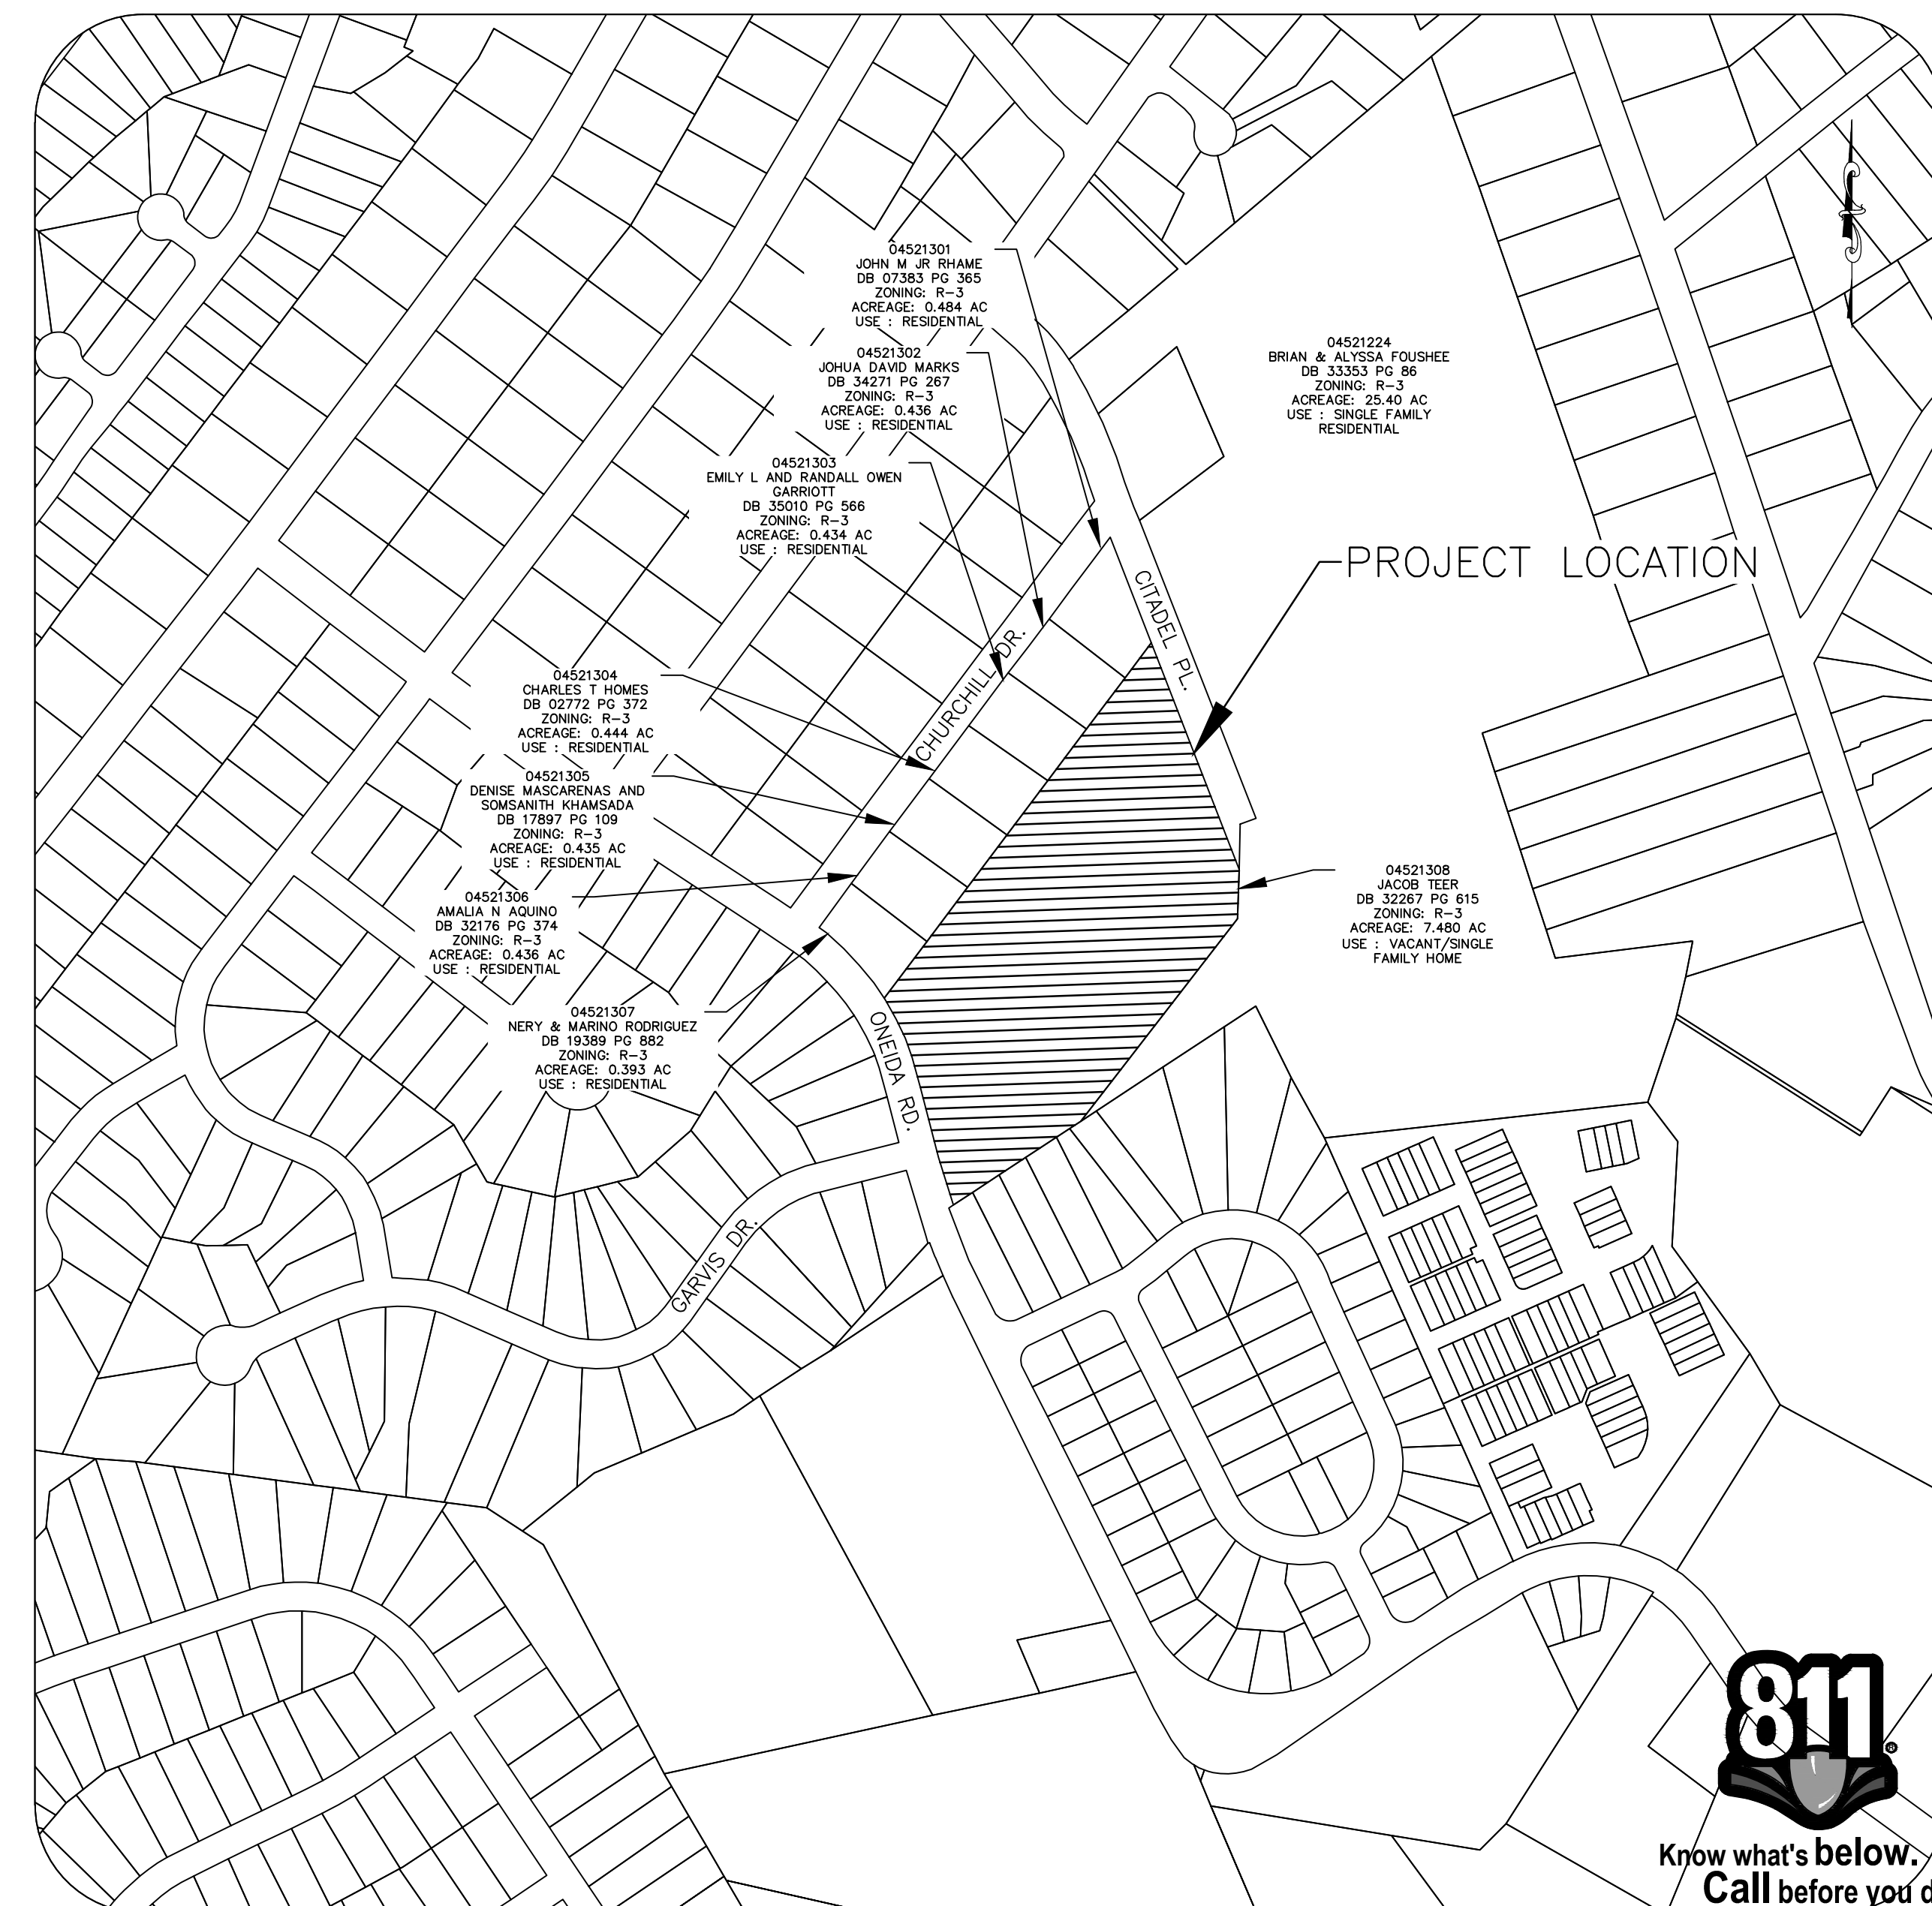 04521301
JOHN M JR RHAME
DB 07383 PG 365
ZONING: R-3
ACREAGE: 0.484 AC
USE : RESIDENTIAL
04521302
JOHUA DAVID MARKS
DB 34271 PG 267
ZONING: R-3
ACREAGE: 0.436 AC
USE : RESIDENTIAL
04521224
BRIAN & ALYSSA FOUSHEE
DB 33353 PG 86
ZONING: R-3
ACREAGE: 25.40 AC
USE : SINGLE FAMILY
RESIDENTIAL
04521303
EMILY L AND RANDALL OWEN
GARRIOTT
DB 35010 PG 566
ZONING: R-3
ACREAGE: 0.434 AC
USE : RESIDENTIAL
PROJECT LOCATION
CITADEL PL.
CHURCHILL DR.
04521304
CHARLES T HOMES
DB 02772 PG 372
ZONING: R-3
ACREAGE: 0.444 AC
USE : RESIDENTIAL
04521305
DENISE MASCARENAS AND
SOMSANITH KHAMSADA
DB 17897 PG 109
ZONING: R-3
ACREAGE: 0.435 AC
USE : RESIDENTIAL
04521306
AMALIA N AQUINO
DB 32176 PG 374
ZONING: R-3
ACREAGE: 0.436 AC
USE : RESIDENTIAL
04521308
JACOB TEER
DB 32267 PG 615
ZONING: R-3
ACREAGE: 7.480 AC
USE : VACANT/SINGLE
FAMILY HOME
04521307
NERY & MARINO RODRIGUEZ
DB 19389 PG 882
ZONING: R-3
ACREAGE: 0.393 AC
USE : RESIDENTIAL
ONEIDA RD.
GARVIS DR.
811®
Know what's below.
Call before you d